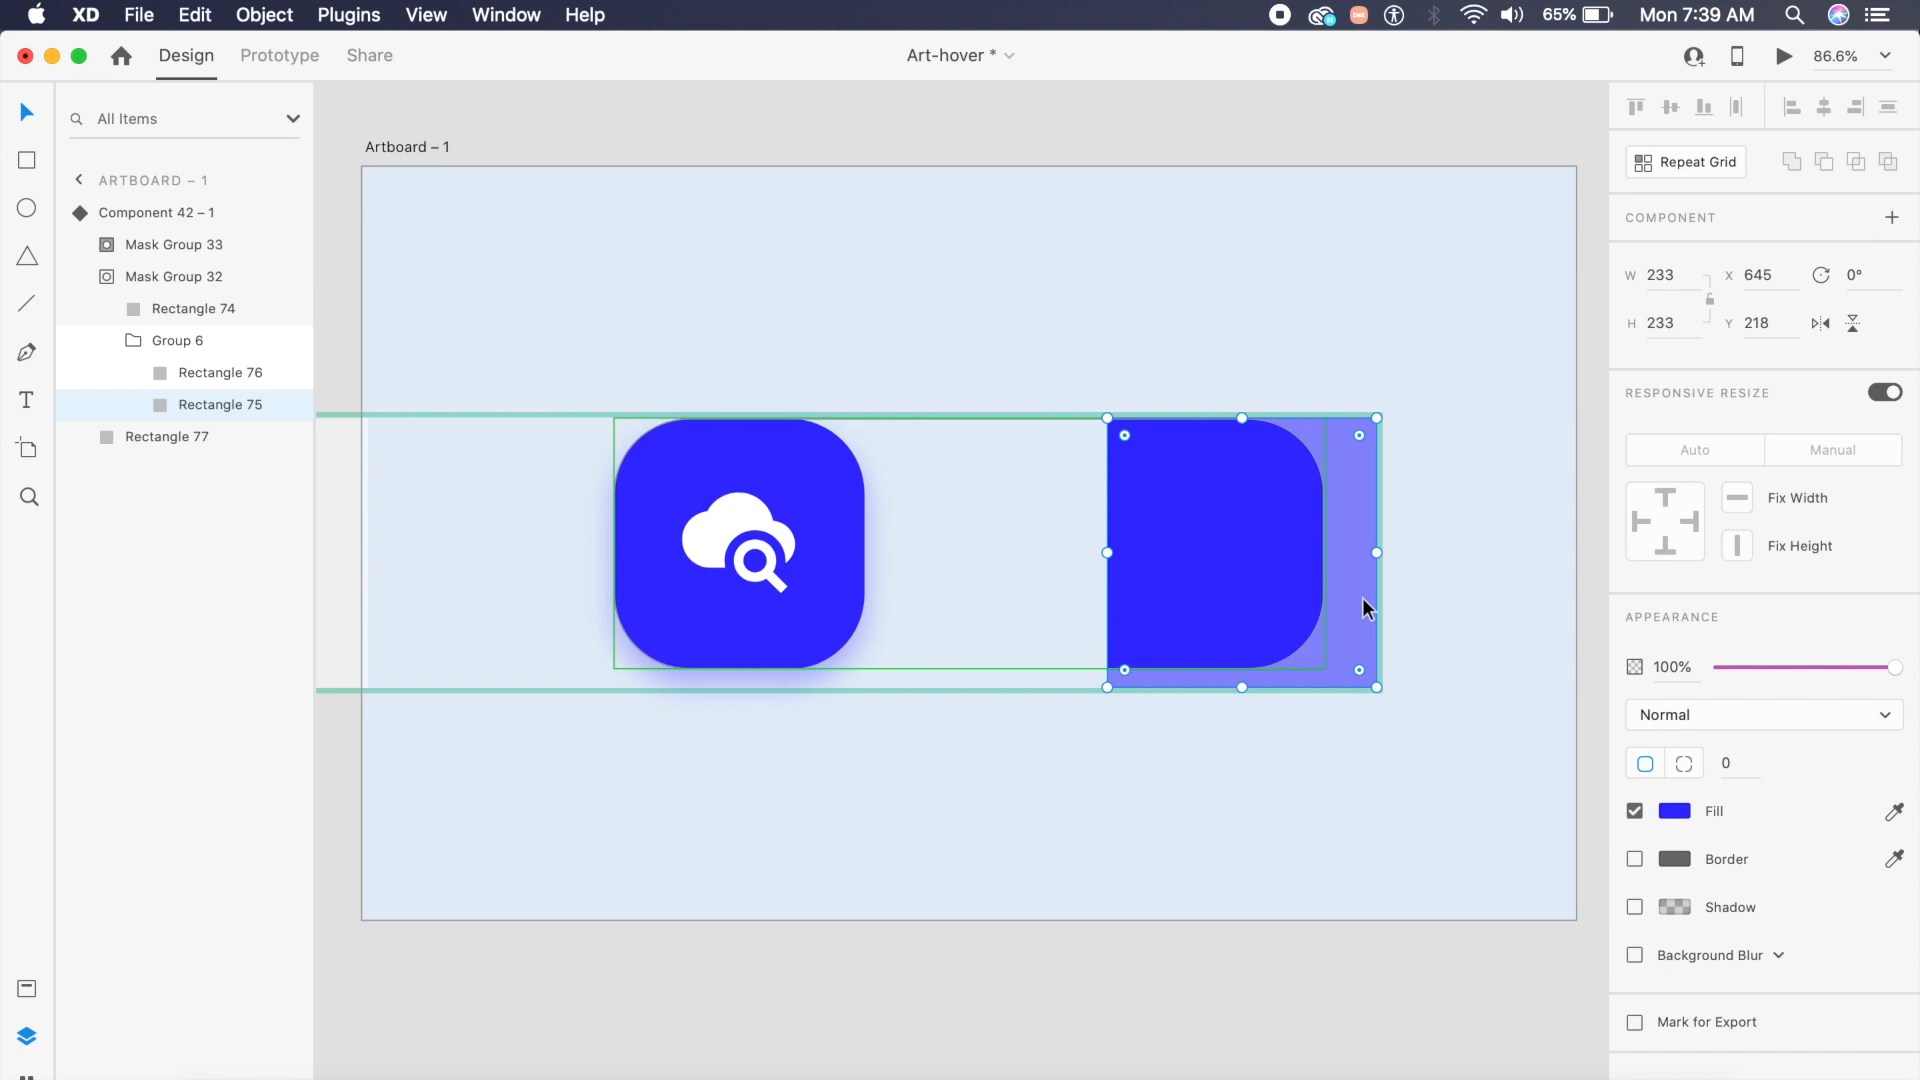 XD File Edit Object Plugins View Window Help
65% Mon 7:39 AM
Design Prototype Share
Art-hover *
86.6%
All Items
Artboard – 1
Repeat Grid
ARTBOARD – 1
Component 42 – 1
COMPONENT
Mask Group 33
Mask Group 32
W 233 X 645 0°
Rectangle 74
H 233 Y 218
Group 6
Rectangle 76
RESPONSIVE RESIZE
Rectangle 75
Rectangle 77
Auto Manual
Fix Width
Fix Height
APPEARANCE
100%
Normal
0
Fill
Border
Shadow
Background Blur
Mark for Export